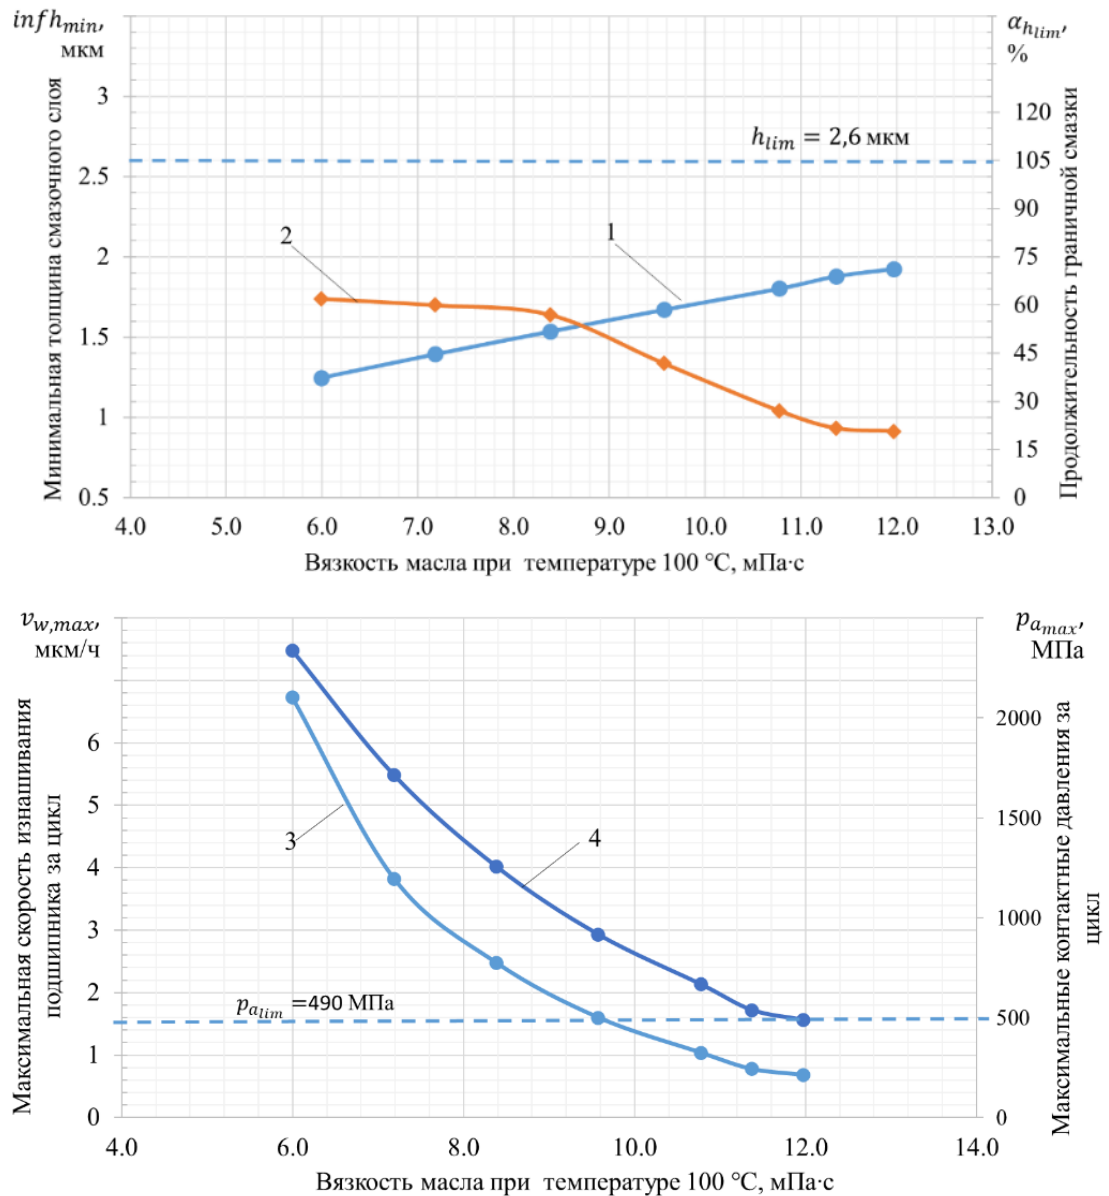 infh_min,
мкм
α_h_lim,
%
Минимальная толщина смазочного слоя
3
2.5
2
1.5
1
0.5
h_lim = 2,6 мкм
2
1
120
105
90
75
60
45
30
15
0
Продолжительность граничной смазки
4.0 5.0 6.0 7.0 8.0 9.0 10.0 11.0 12.0 13.0
Вязкость масла при температуре 100 °C, мПа·с
v_w,max,
мкм/ч
p_a_max,
МПа
Максимальная скорость изнашивания
подшипника за цикл
6
5
4
3
2
1
0
3
4
p_a_lim =490 МПа
2000
1500
1000
500
0
Максимальные контактные давления за
цикл
4.0 6.0 8.0 10.0 12.0 14.0
Вязкость масла при температуре 100 °C, мПа·с